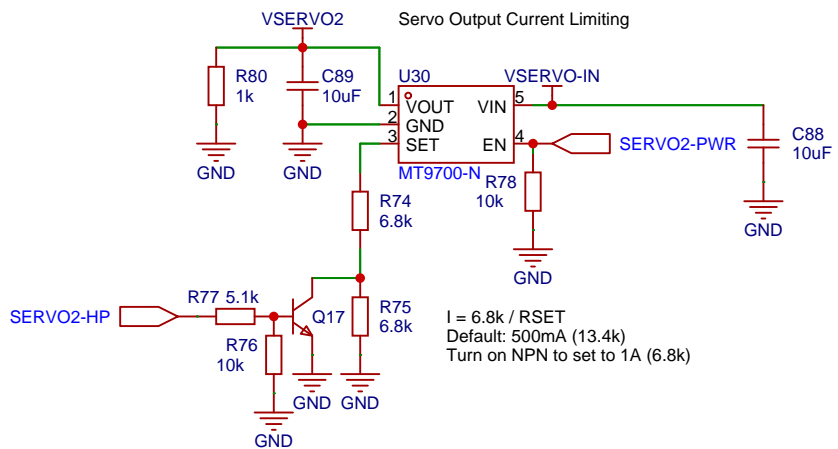 VSERVO2
Servo Output Current Limiting
R80
1k
C89
10uF
U30
VSERVO-IN
1
VOUT
VIN
5
2
GND
3
SET
EN
4
SERVO2-PWR
C88
10uF
GND
GND
MT9700-N
R78
10k
R74
6.8k
GND
GND
R77 5.1k
SERVO2-HP
Q17
R75
6.8k
R76
10k
I = 6.8k / RSET
Default: 500mA (13.4k)
Turn on NPN to set to 1A (6.8k)
GND
GND
GND